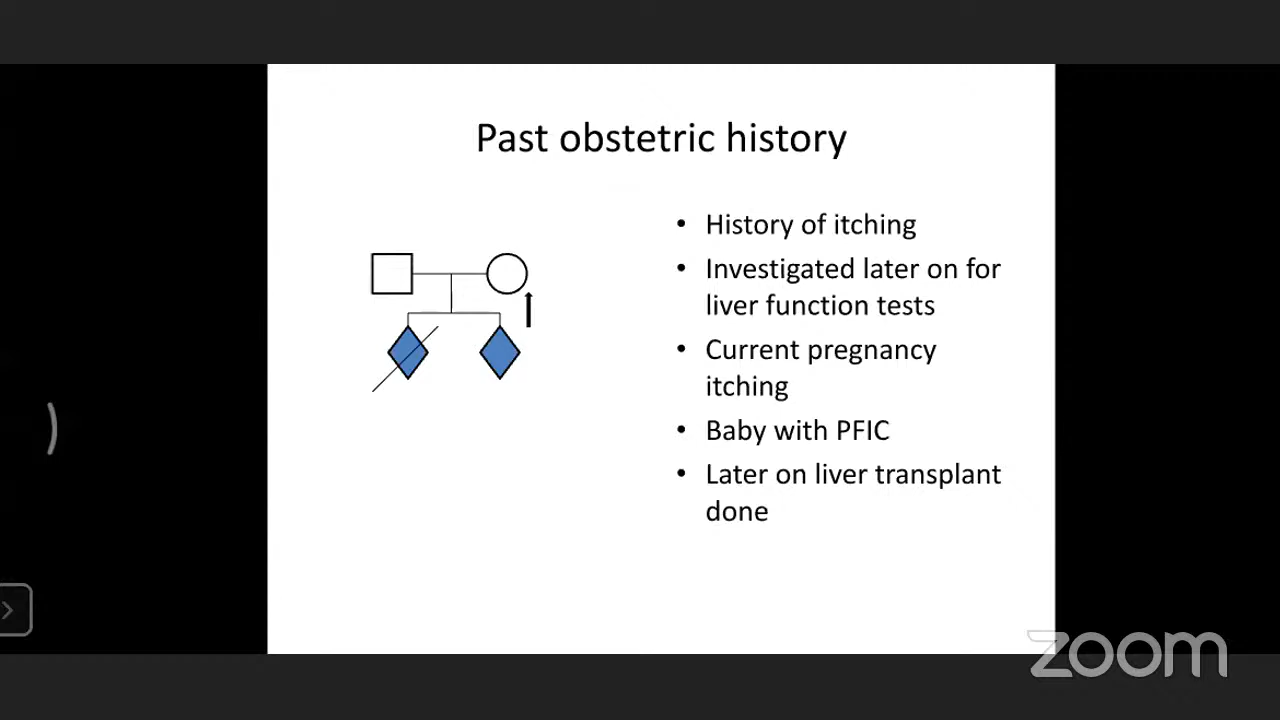 Past obstetric history
• History of itching
• Investigated later on for
liver function tests
• Current pregnancy
itching
• Baby with PFIC
• Later on liver transplant
done
zoom